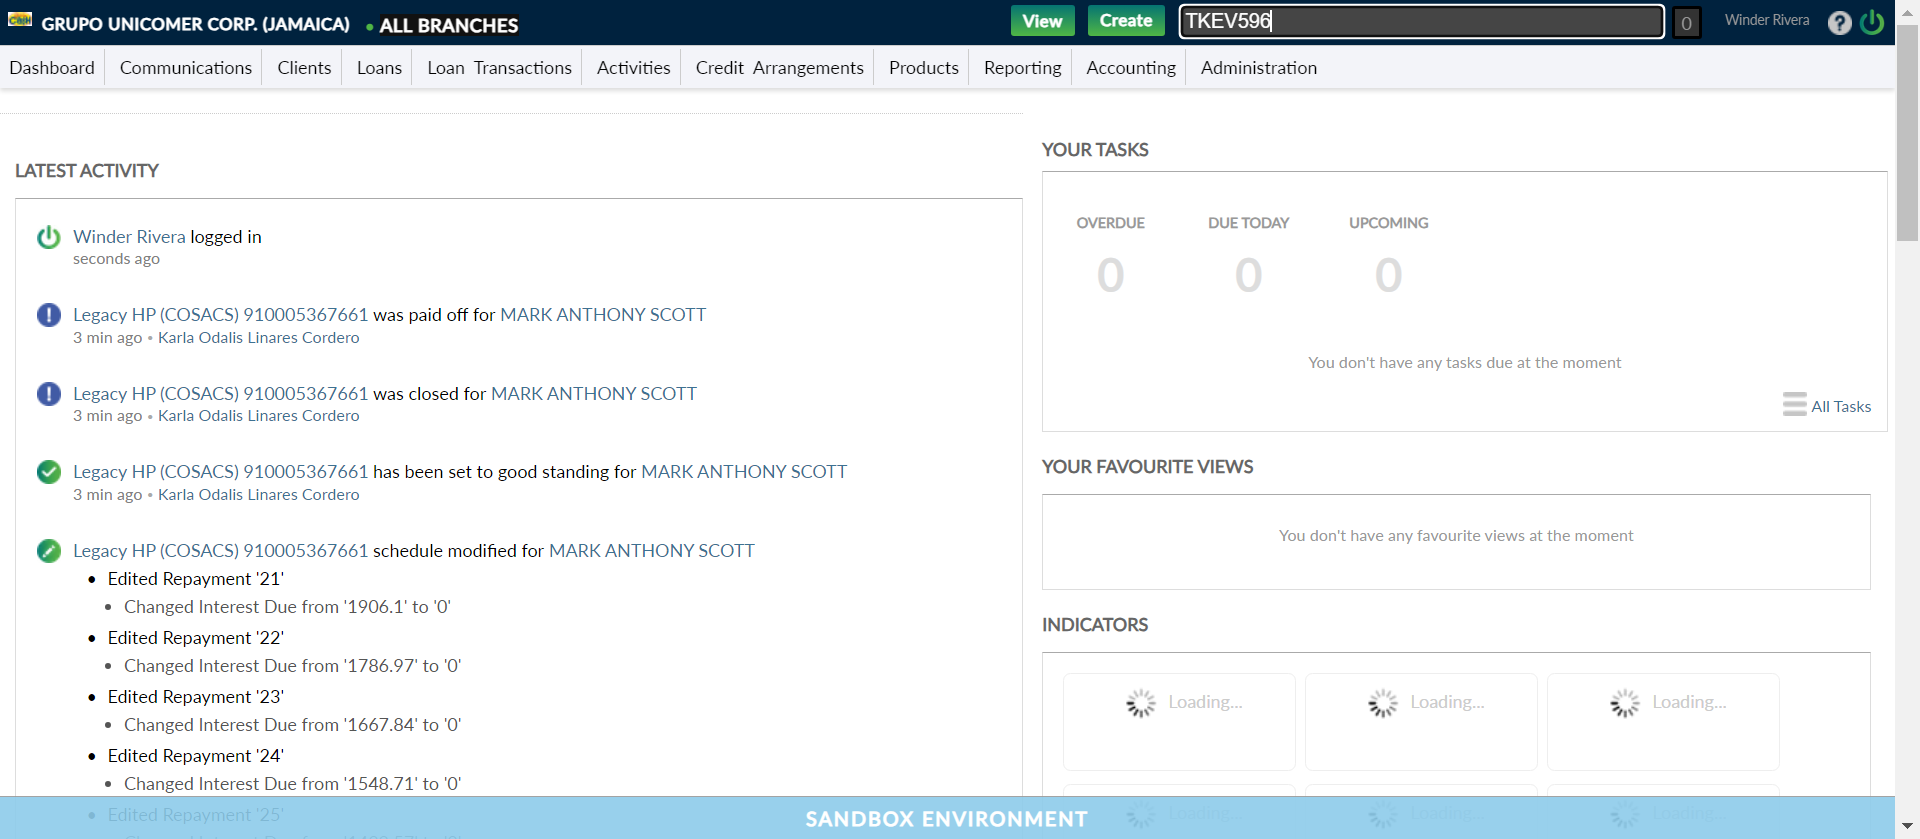 GRUPO UNICOMER CORP. (JAMAICA) • ALL BRANCHES
View Create TKEV596 0 Winder Rivera ?
Dashboard Communications Clients Loans Loan Transactions Activities Credit Arrangements Products Reporting Accounting Administration
LATEST ACTIVITY
Winder Rivera logged in
seconds ago
Legacy HP (COSACS) 910005367661 was paid off for MARK ANTHONY SCOTT
3 min ago • Karla Odalis Linares Cordero
Legacy HP (COSACS) 910005367661 was closed for MARK ANTHONY SCOTT
3 min ago • Karla Odalis Linares Cordero
Legacy HP (COSACS) 910005367661 has been set to good standing for MARK ANTHONY SCOTT
3 min ago • Karla Odalis Linares Cordero
Legacy HP (COSACS) 910005367661 schedule modified for MARK ANTHONY SCOTT
• Edited Repayment '21'
• Changed Interest Due from '1906.1' to '0'
• Edited Repayment '22'
• Changed Interest Due from '1786.97' to '0'
• Edited Repayment '23'
• Changed Interest Due from '1667.84' to '0'
• Edited Repayment '24'
• Changed Interest Due from '1548.71' to '0'
• Edited Repayment '25'
YOUR TASKS
OVERDUE DUE TODAY UPCOMING
0 0 0
You don't have any tasks due at the moment
All Tasks
YOUR FAVOURITE VIEWS
You don't have any favourite views at the moment
INDICATORS
Loading... Loading... Loading...
Loading... Loading... Loading...
SANDBOX ENVIRONMENT